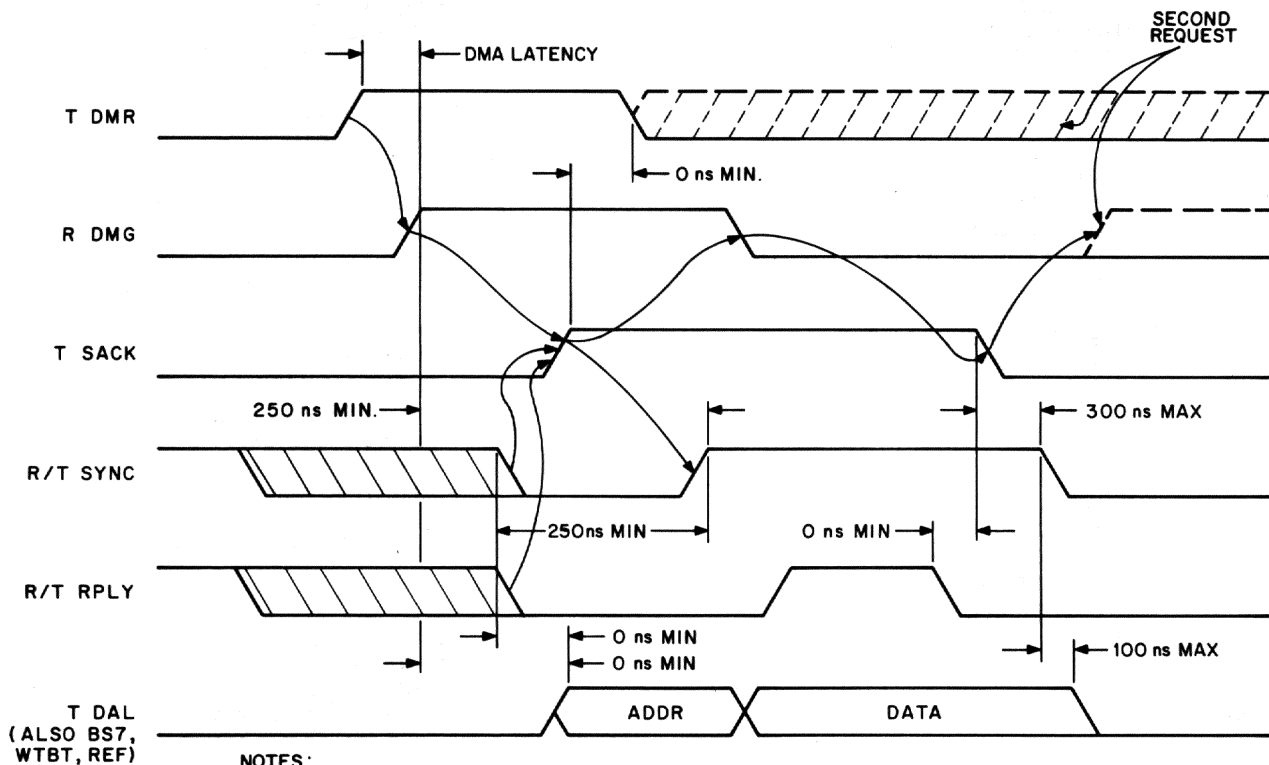 SECOND
REQUEST
DMA LATENCY
T DMR
0 ns MIN.
R DMG
T SACK
250 ns MIN.
300 ns MAX
R/T SYNC
250ns MIN
0 ns MIN
R/T RPLY
0 ns MIN
0 ns MIN
100 ns MAX
T DAL
(ALSO BS7,
WTBT, REF)
ADDR
DATA
NOTES: